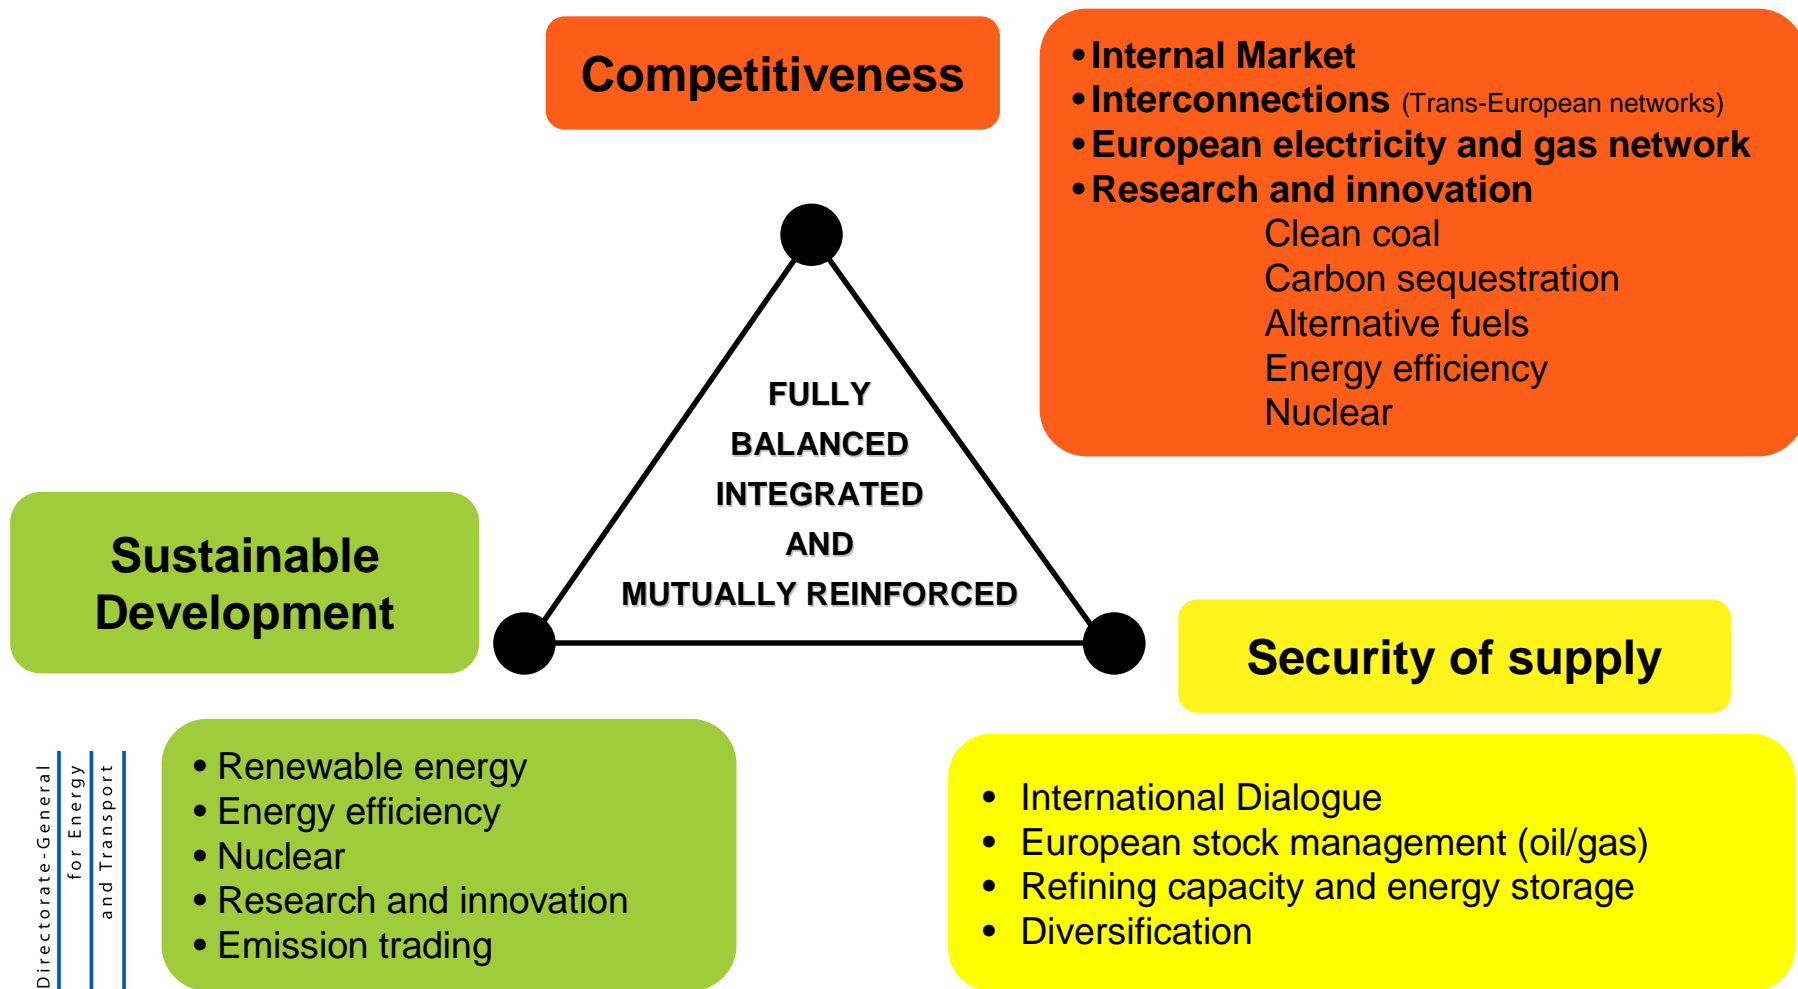 Competitiveness
•Internal Market
•Interconnections (Trans-European networks)
•European electricity and gas network
•Research and innovation
Clean coal
Carbon sequestration
Alternative fuels
Energy efficiency
Nuclear
FULLY
BALANCED
INTEGRATED
AND
MUTUALLY REINFORCED
Sustainable
Development
Security of supply
• Renewable energy
• Energy efficiency
• Nuclear
• Research and innovation
• Emission trading
• International Dialogue
• European stock management (oil/gas)
• Refining capacity and energy storage
• Diversification
Directorate-General
for Energy
and Transport